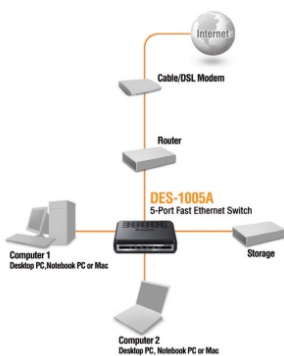 Internet
Cable/DSL Modem
Router
DES-1005A
5-Port Fast Ethernet Switch
Computer 1
Desktop PC,Notebook PC or Mac
Storage
Computer 2
Desktop PC, Notebook PC or Mac